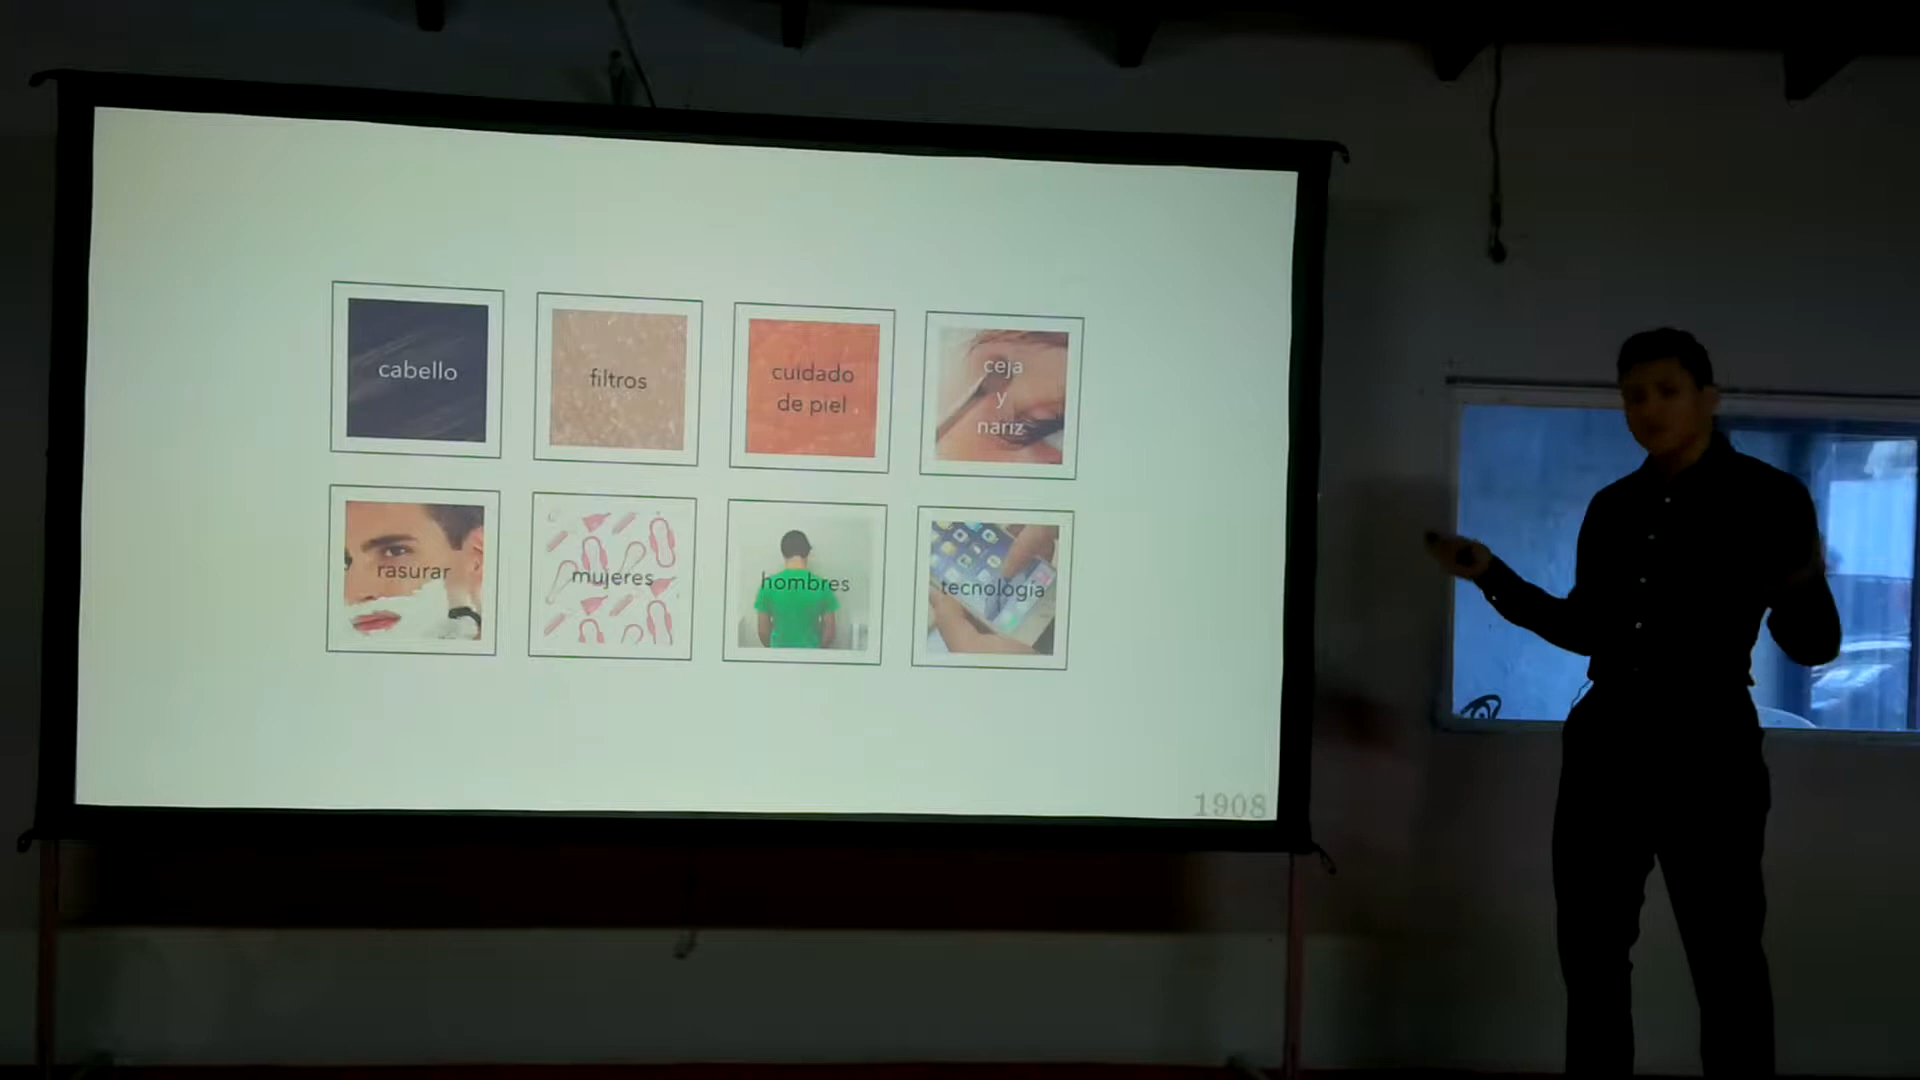 cabello
filtros
cuidado
de piel
ceja
y
nariz
rasurar
mujeres
hombres
tecnología
1908